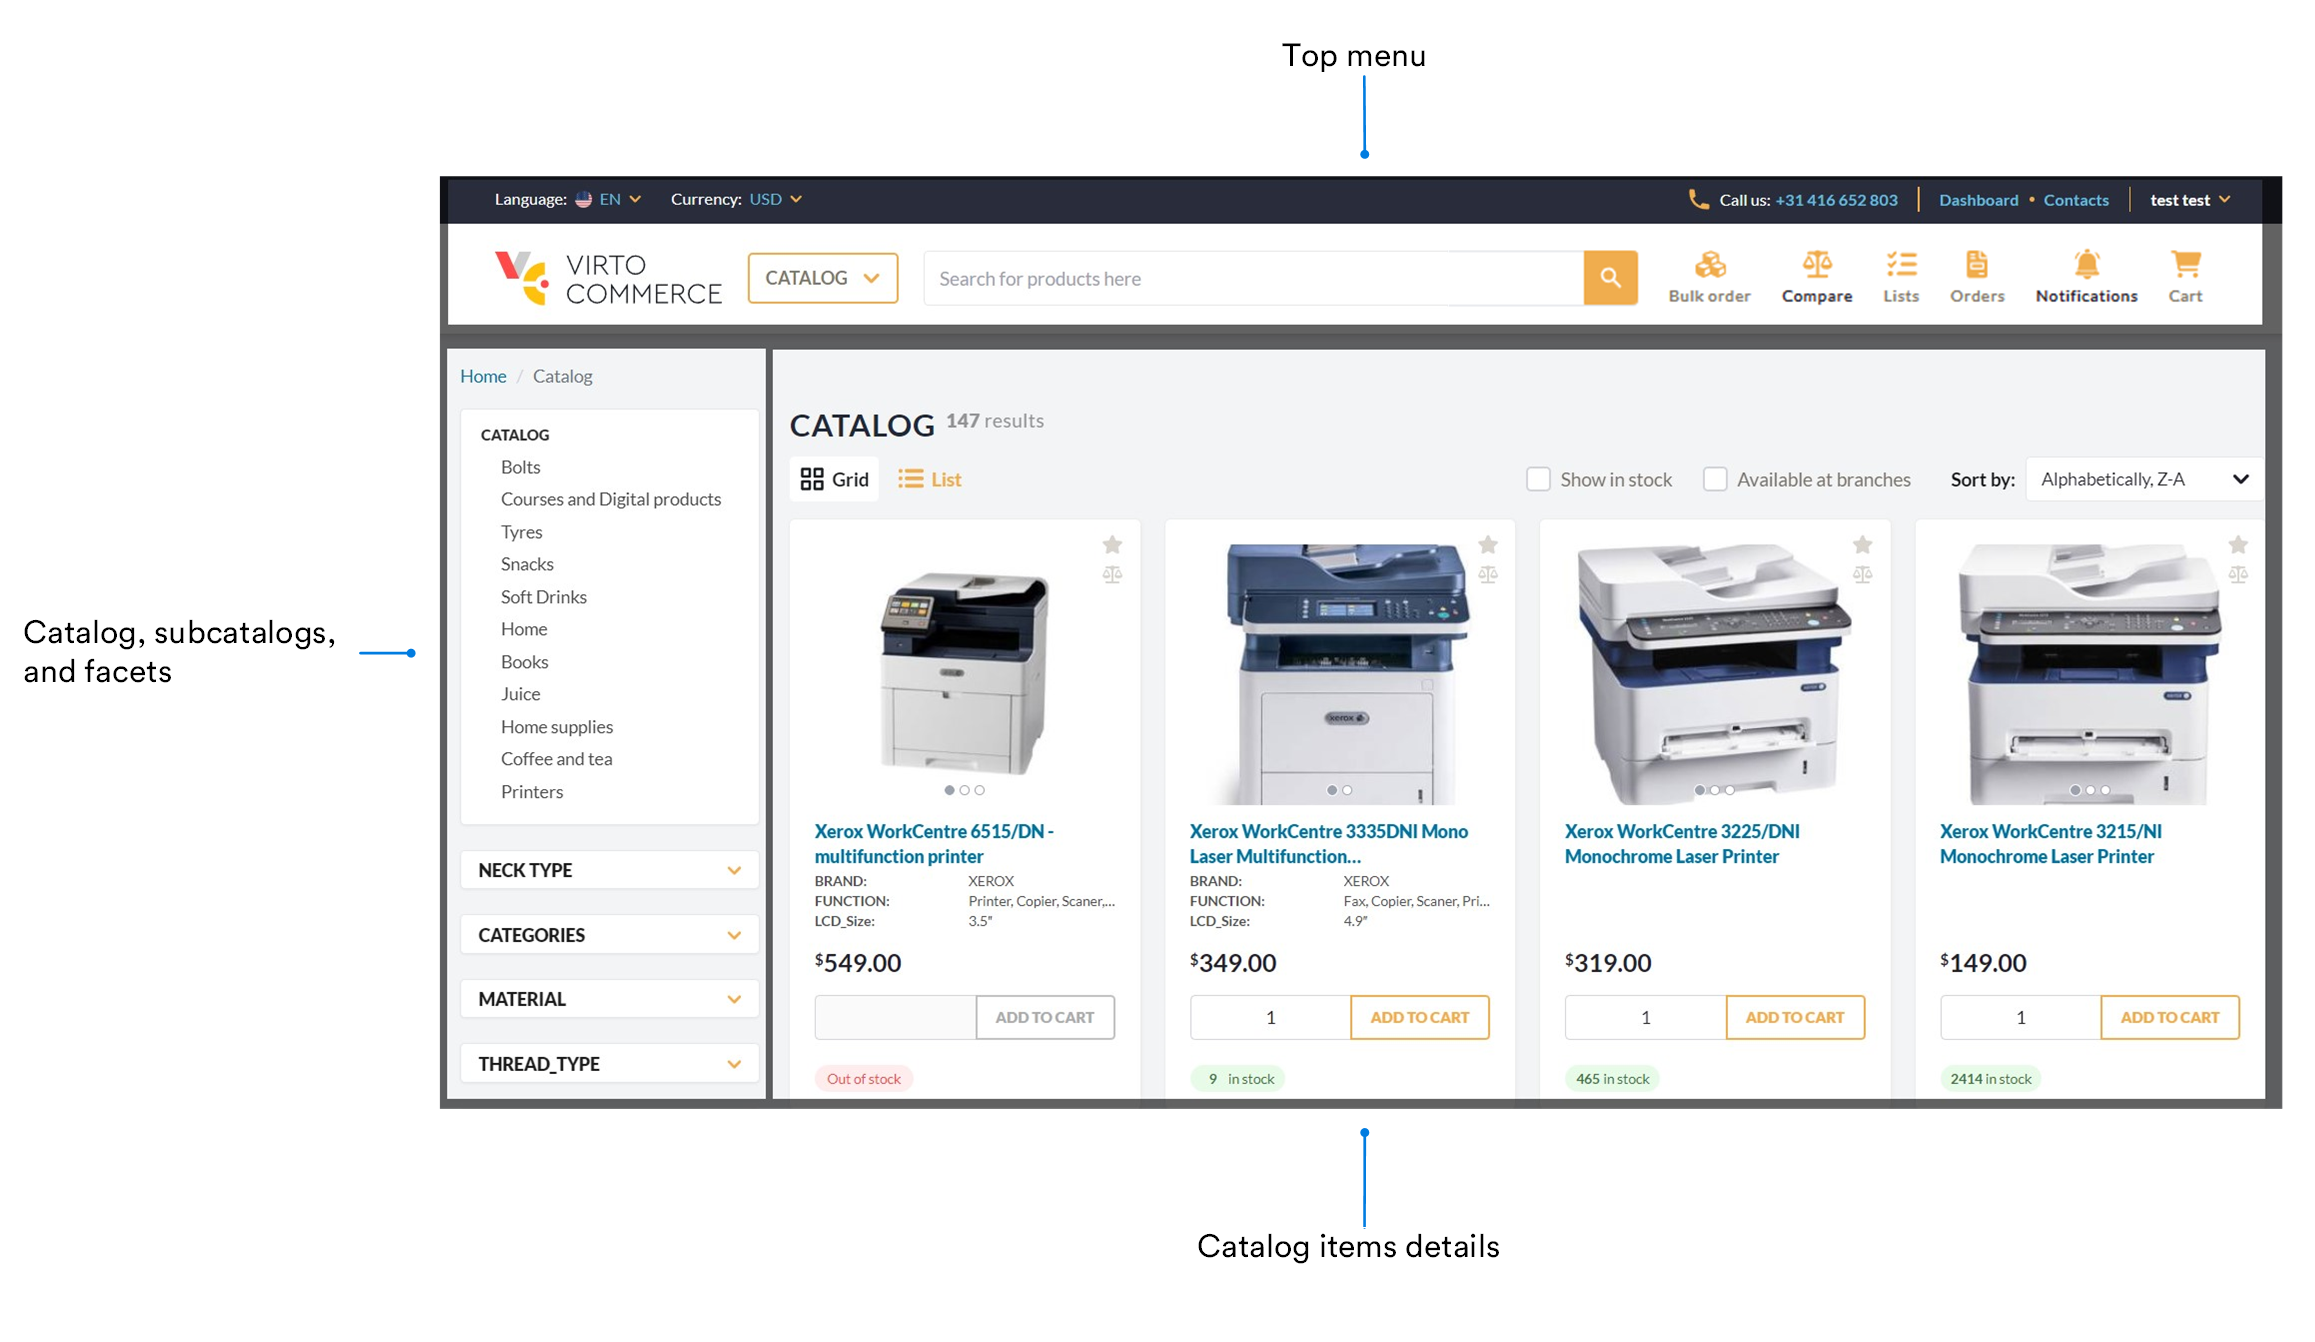 Top menu
Language: EN Currency: USD Call us: +31 416 652 803 Dashboard • Contacts test test
VIRTO
COMMERCE
CATALOG
Search for products here
Bulk order Compare Lists Orders Notifications Cart
Home / Catalog
CATALOG
Bolts
Courses and Digital products
Tyres
Snacks
Soft Drinks
Home
Books
Juice
Home supplies
Coffee and tea
Printers
NECK TYPE
CATEGORIES
MATERIAL
THREAD_TYPE
Catalog, subcatalogs,
and facets
CATALOG 147 results
Grid List Show in stock Available at branches Sort by: Alphabetically, Z-A
Xerox WorkCentre 6515/DN -
multifunction printer
BRAND: XEROX
FUNCTION: Printer, Copier, Scaner,...
LCD_Size: 3.5"
$549.00
ADD TO CART
Out of stock
xerox
Xerox WorkCentre 3335DNI Mono
Laser Multifunction...
BRAND: XEROX
FUNCTION: Fax, Copier, Scaner, Pri...
LCD_Size: 4.9"
$349.00
1 ADD TO CART
9 in stock
Xerox WorkCentre 3225/DNI
Monochrome Laser Printer
$319.00
1 ADD TO CART
465 in stock
Xerox WorkCentre 3215/NI
Monochrome Laser Printer
$149.00
1 ADD TO CART
2414 in stock
Catalog items details